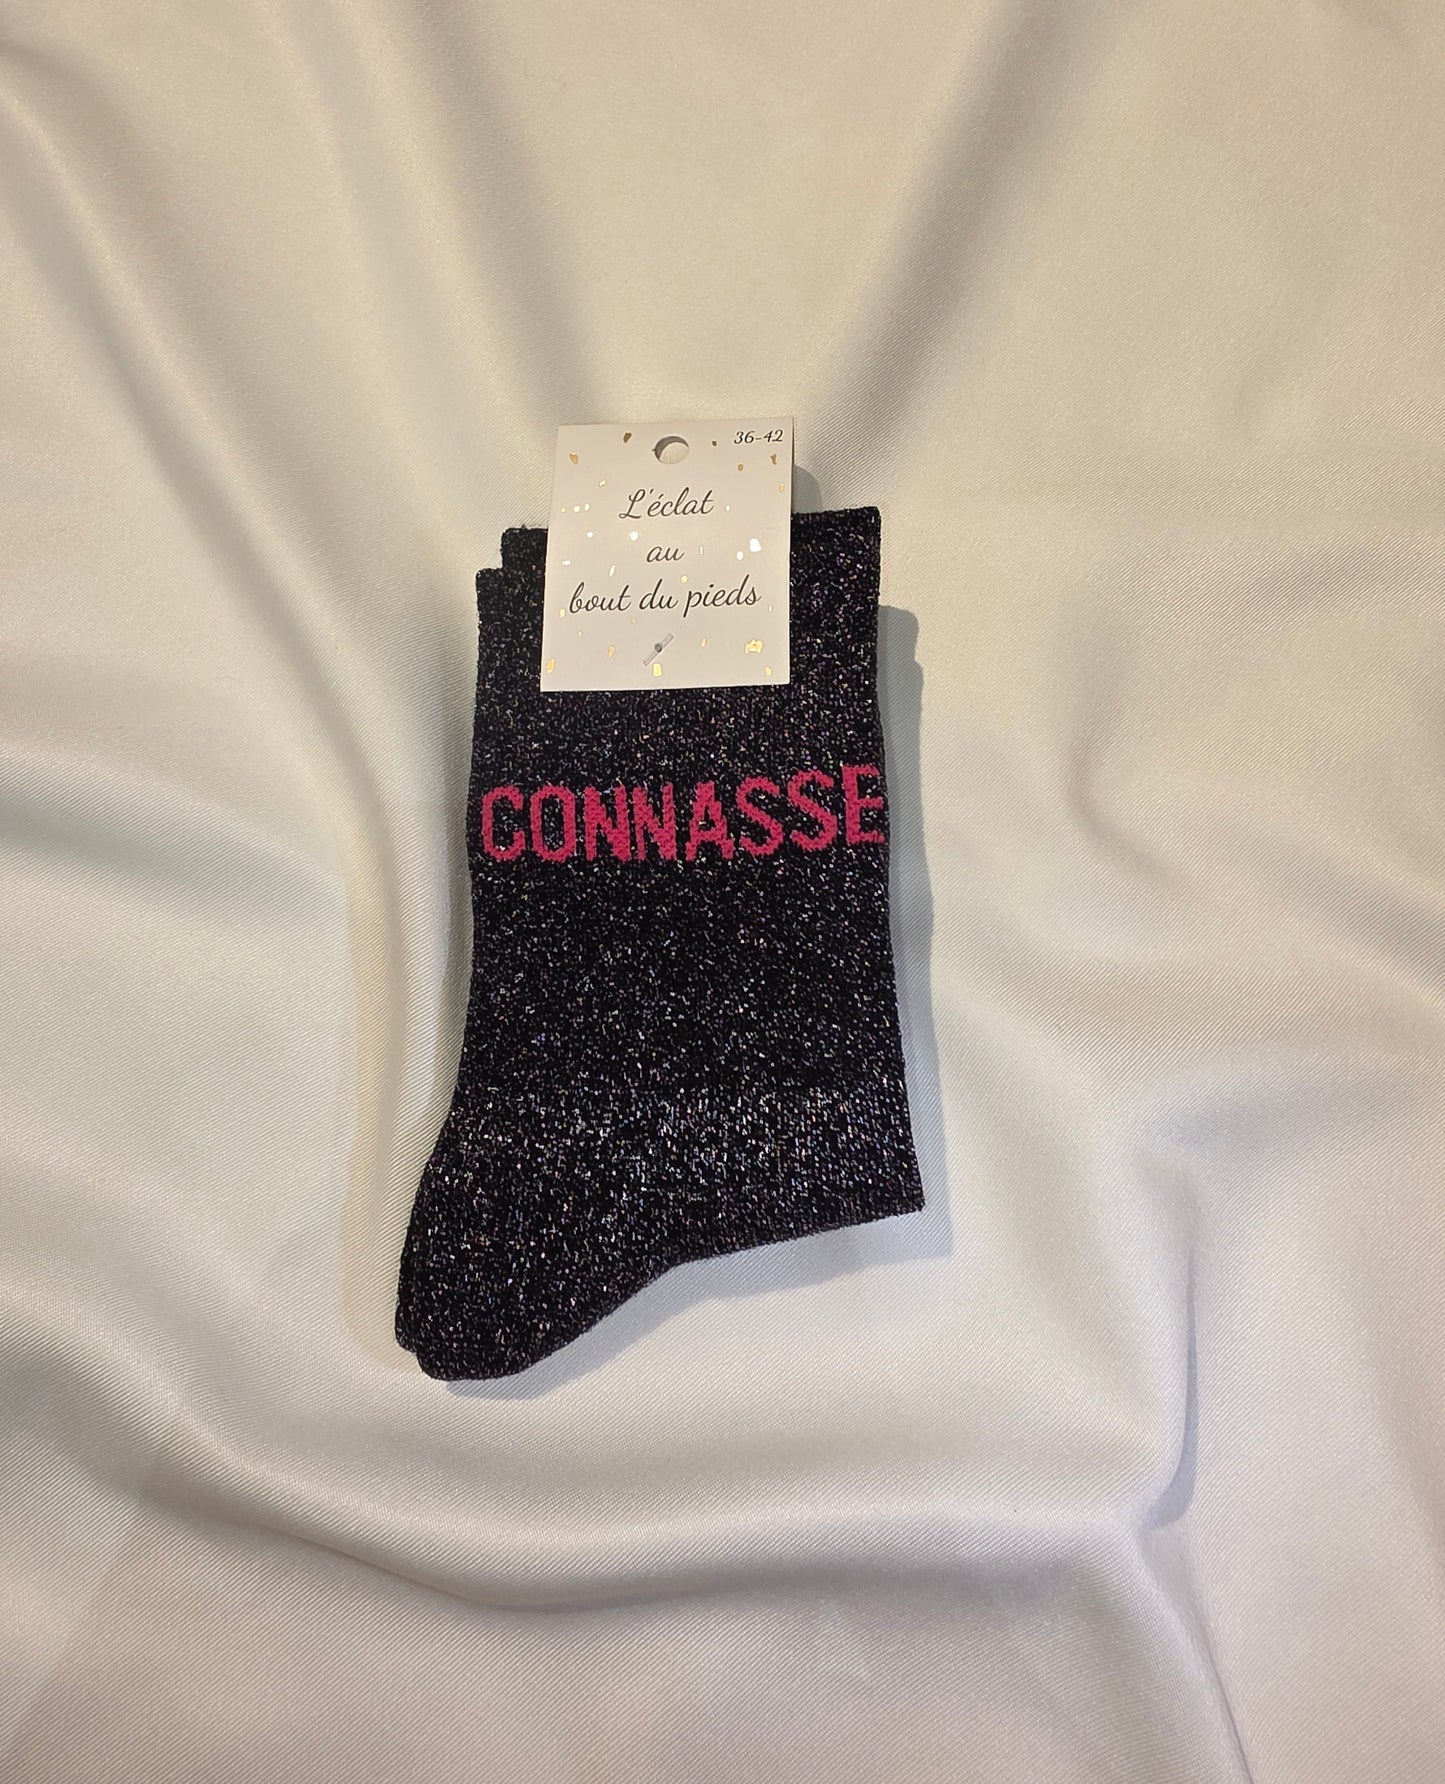 36-42
L'éclat
au
bout du pieds
CONNASSE